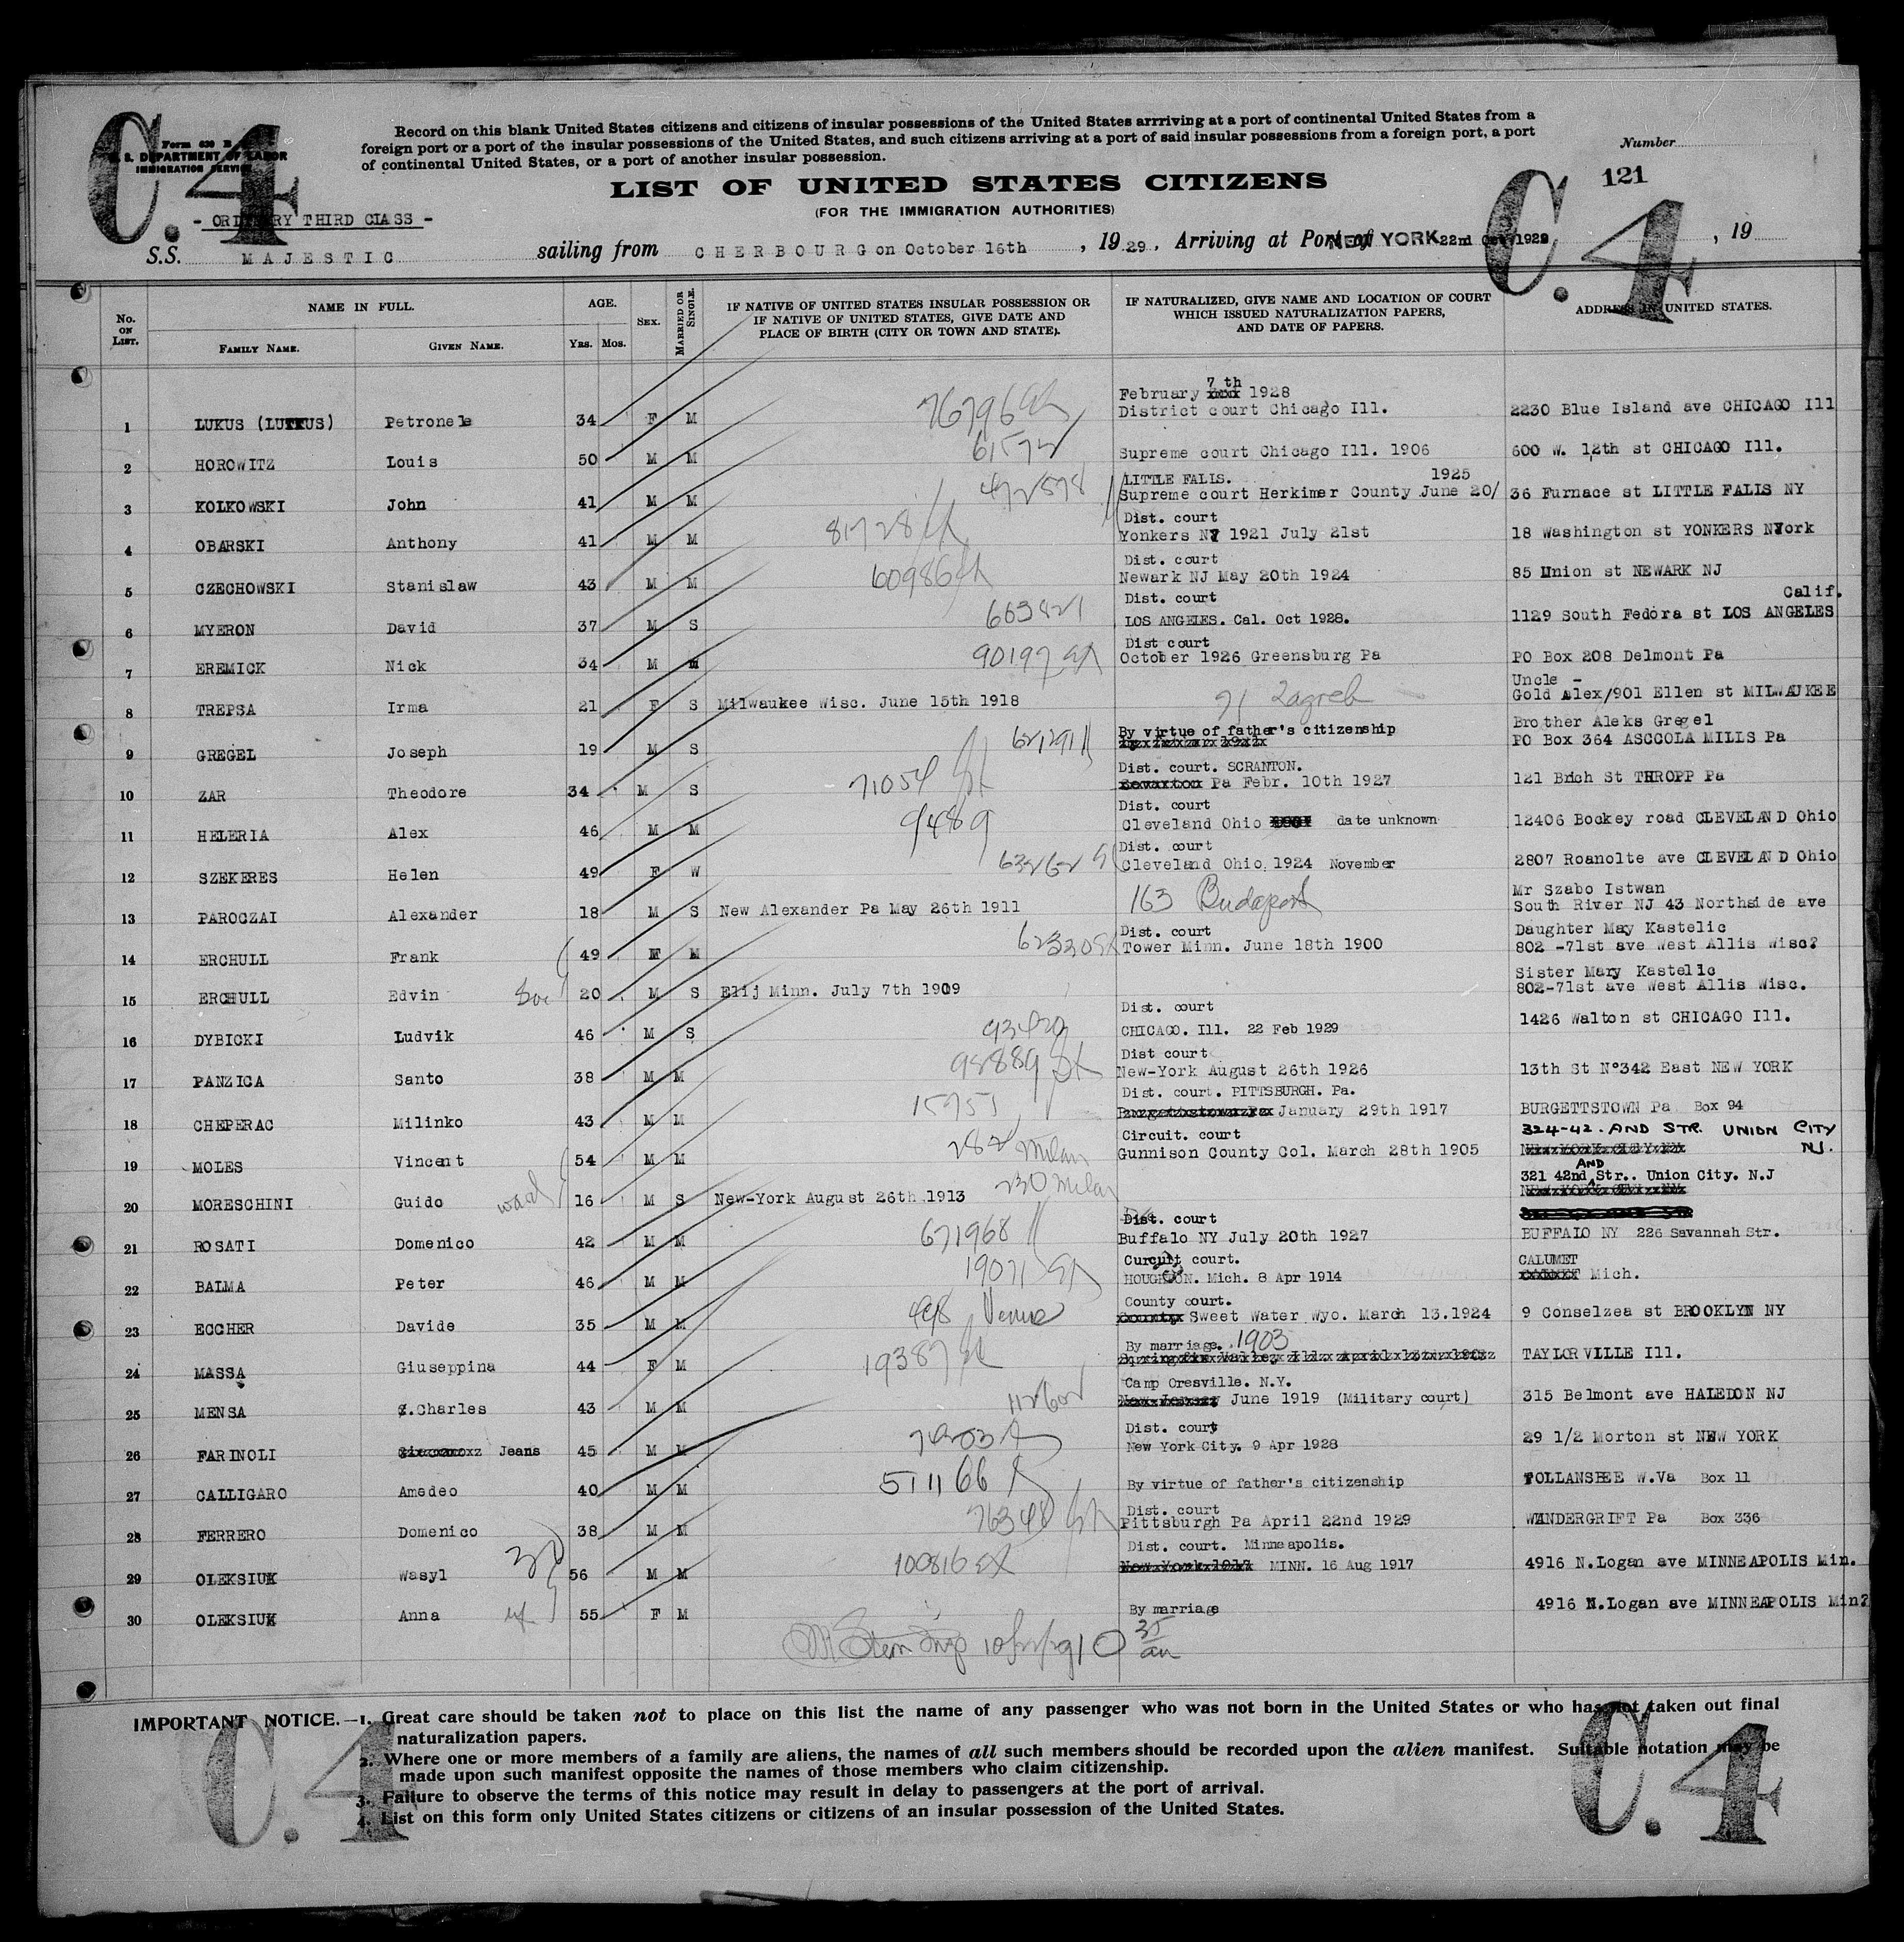 C.4
Form 630 B
U. S. DEPARTMENT OF LABOR
IMMIGRATION SERVICE
Record on this blank United States citizens and citizens of insular possessions of the United States arrriving at a port of continental United States from a
foreign port or a port of the insular possessions of the United States, and such citizens arriving at a port of said insular possessions from a foreign port, a port
of continental United States, or a port of another insular possession.
Number
121
C.4
LIST OF UNITED STATES CITIZENS
(FOR THE IMMIGRATION AUTHORITIES)
- ORDINARY THIRD CLASS -
S.S. MAJESTIC sailing from CHERBOURG on October 16th , 19 29 , Arriving at Port of NEW YORK 22nd Oct 1929 , 19
No. ON LIST.
NAME IN FULL.
FAMILY NAME. GIVEN NAME.
AGE.
YRS. MOS.
SEX.
MARRIED OR SINGLE.
IF NATIVE OF UNITED STATES INSULAR POSSESSION OR
IF NATIVE OF UNITED STATES, GIVE DATE AND
PLACE OF BIRTH (CITY OR TOWN AND STATE).
IF NATURALIZED, GIVE NAME AND LOCATION OF COURT
WHICH ISSUED NATURALIZATION PAPERS,
AND DATE OF PAPERS.
ADDRESS IN UNITED STATES.
February 7 th 1928
1 LUKUS (LUTKUS) Petronele 34 F M District court Chicago Ill. 2230 Blue Island ave CHICAGO Ill
2 HOROWITZ Louis 50 M M 61572 Supreme court Chicago Ill. 1906 600 W. 12th st CHICAGO Ill.
LITTLE FALLS. 1925
3 KOLKOWSKI John 41 M M 472578 Supreme court Herkimer County June 20/ 36 Furnace st LITTLE FALLS NY
Dist. court
4 OBARSKI Anthony 41 M M 81728 Yonkers NY 1921 July 21st 18 Washington st YONKERS NYork
Dist. court
5 CZECHOWSKI Stanislaw 43 M M 60986 Newark NJ May 20th 1924 85 Union st NEWARK NJ
Dist. court Calif.
6 MYERON David 37 M S 663821 LOS ANGELES. Cal. Oct 1928. 1129 South Fedora st LOS ANGELES
Dist court
7 EREMICK Nick 34 M M 90197 October 1926 Greensburg Pa PO Box 208 Delmont Pa
Uncle -
8 TREPSA Irma 21 F S Milwaukee Wisc. June 15th 1918 71 Zagreb Gold Alex/901 Ellen st MILWAUKEE
By virtue of father's citizenship Brother Aleks Gregel
9 GREGEL Joseph 19 M S 621291 PO Box 364 ASCCOLA MILLS Pa
Dist. court. SCRANTON.
10 ZAR Theodore 34 M S 71054 Pa Febr. 10th 1927 121 Brich St THROPP Pa
Dist. court
11 HELERIA Alex 46 M M 9489 Cleveland Ohio date unknown 12406 Bockey road CLEVELAND Ohio
Dist. court
12 SZEKERES Helen 49 F W Cleveland Ohio, 1924 November 2807 Roanolte ave CLEVELAND Ohio
Mr Szabo Istwan
13 PAROCZAI Alexander 18 M S New Alexander Pa May 26th 1911 163 Budapest South River NJ 43 Northside ave
Dist. court Daughter May Kastelic
14 ERCHULL Frank 49 F M 623305 Tower Minn. June 18th 1900 802 -71st ave West Allis Wisc?
Sister Mary Kastelic
15 ERCHULL Edvin Son 20 M S Elij Minn. July 7th 1909 802-71st ave West Allis Wisc.
Dist. court
16 DYBICKI Ludvik 46 M S CHICAGO. Ill. 22 Feb 1929 1426 Walton st CHICAGO Ill.
Dist court
17 PANZICA Santo 38 M M 98889 New-York August 26th 1926 13th St N°342 East NEW YORK
Dist. court. PITTSBURGH. Pa.
18 CHEPERAC Milinko 43 M M 15951 January 29th 1917 BURGETTSTOWN Pa Box 94
Circuit. court 324-42. AND STR. UNION CITY
19 MOLES Vincent 54 M M 282 Milan Gunnison County Col. March 28th 1905 NJ.
321 42nd AND Str.. Union City. N.J
20 MORESCHINI Guido ward 16 M S New-York August 26th 1913 230 Milan
Dist. court
21 ROSATI Domenico 42 M M 671968 Buffalo NY July 20th 1927 BUFFALO NY 226 Savannah Str.
Curcuit court. CALUMET
22 BALMA Peter 46 M M 19071 HOUGHTON. Mich. 8 Apr 1914 Mich.
County court.
23 ECCHER Davide 35 M M 498 Sweet Water Wyo. March 13.1924 9 Conselzea st BROOKLYN NY
By marriage. 1903
24 MASSA Giuseppina 44 F M 19387 TAYLORVILLE Ill.
Camp Oresville. N.Y.
25 MENSA Charles 43 M M June 1919 (Military court) 315 Belmont ave HALEDON NJ
Dist. court
26 FARINOLI Jeans 45 M M New York City. 9 Apr 1928 29 1/2 Morton st NEW YORK
27 CALLIGARO Amedeo 40 M M 511166 By virtue of father's citizenship FOLLANSBEE W.Va Box 11
Dist. court
28 FERRERO Domenico 38 M M 76348 Pittsburgh Pa April 22nd 1929 WANDERGRIFT Pa Box 336
Dist. court. Minneapolis.
29 OLEKSIUK Wasyl 56 M M 100816 MINN. 16 Aug 1917 4916 N.Logan ave MINNEAPOLIS Min.
30 OLEKSIUK Anna wf 55 F M By marriage 4916 N.Logan ave MINNEAPOLIS Min?
IMPORTANT NOTICE.—1. Great care should be taken not to place on this list the name of any passenger who was not born in the United States or who has not taken out final
naturalization papers.
2. Where one or more members of a family are aliens, the names of all such members should be recorded upon the alien manifest. Suitable notation may be
made upon such manifest opposite the names of those members who claim citizenship.
3. Failure to observe the terms of this notice may result in delay to passengers at the port of arrival.
4. List on this form only United States citizens or citizens of an insular possession of the United States.
C.4
C.4